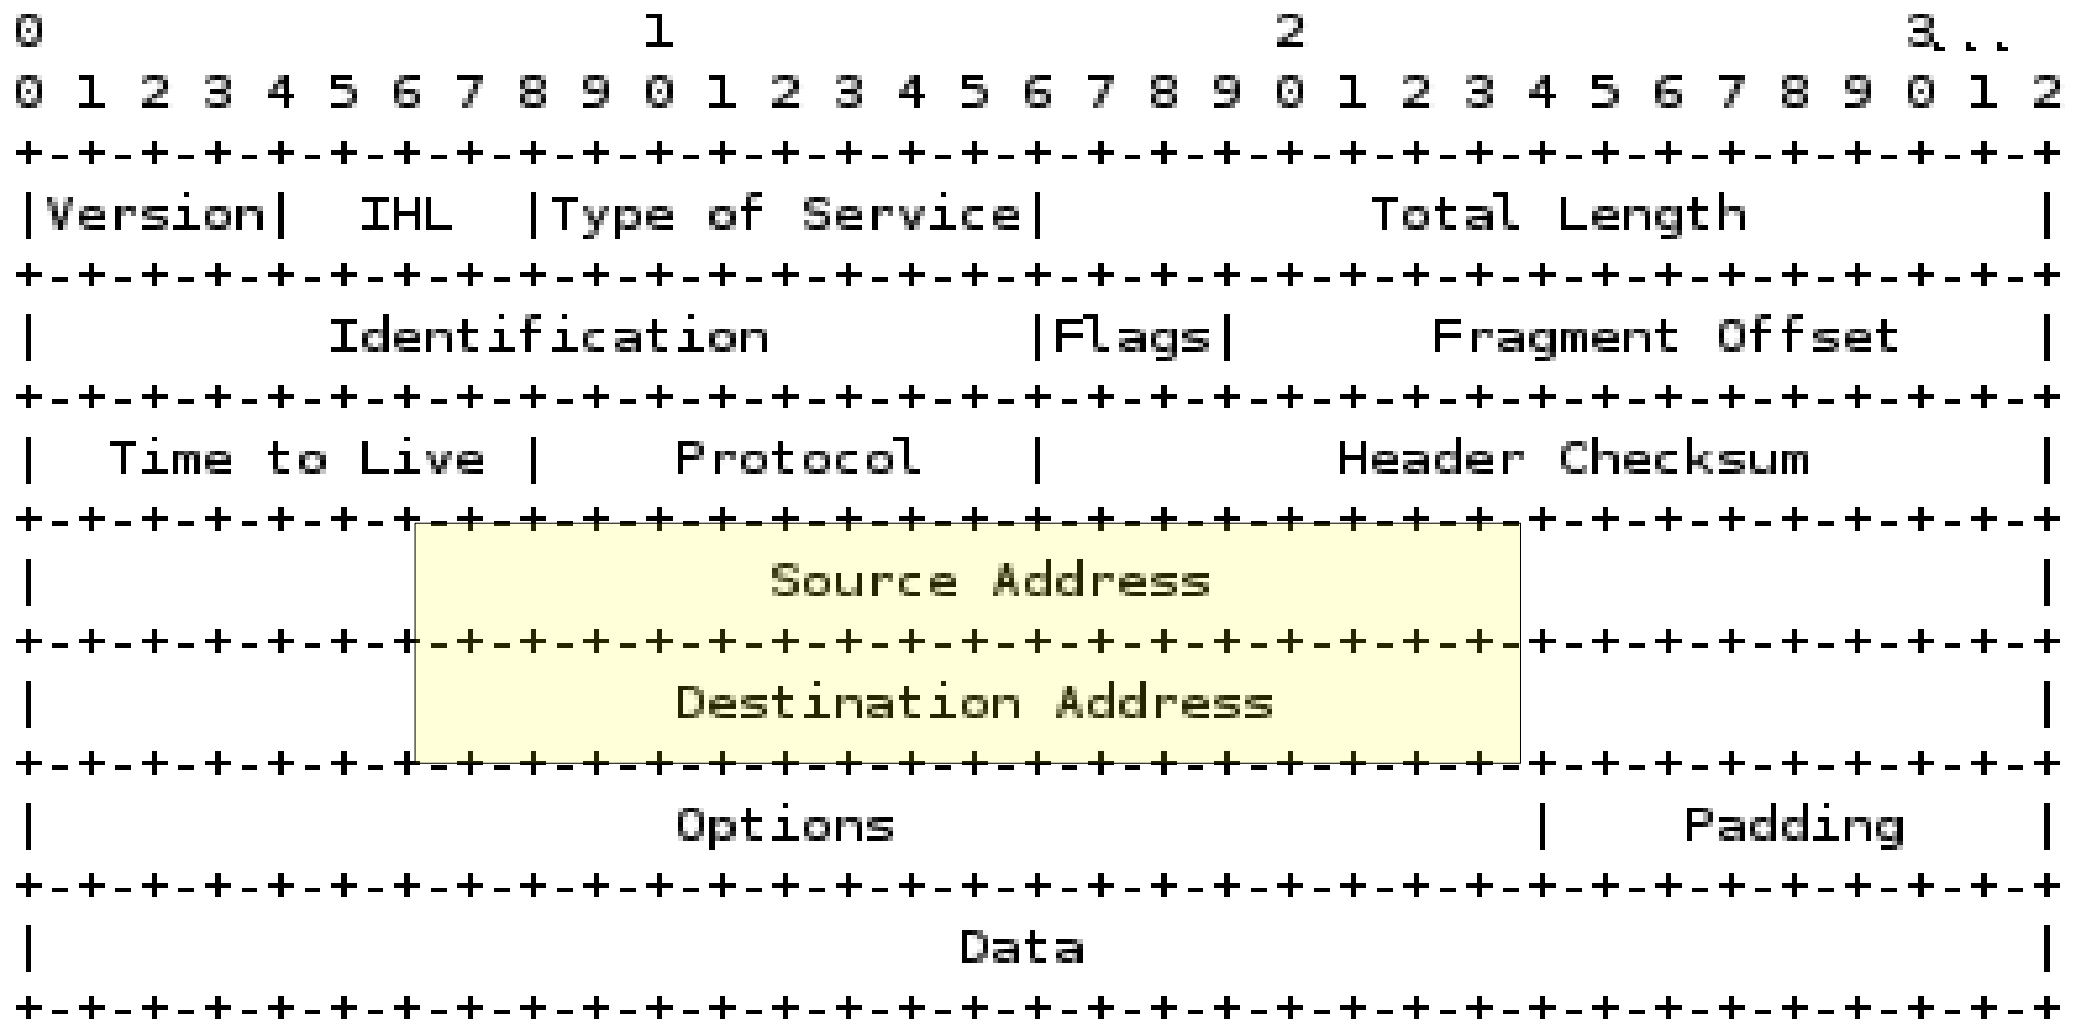 0                   1                   2                   3...
0 1 2 3 4 5 6 7 8 9 0 1 2 3 4 5 6 7 8 9 0 1 2 3 4 5 6 7 8 9 0 1 2
+-+-+-+-+-+-+-+-+-+-+-+-+-+-+-+-+-+-+-+-+-+-+-+-+-+-+-+-+-+-+-+-+
|Version|  IHL  |Type of Service|          Total Length         |
+-+-+-+-+-+-+-+-+-+-+-+-+-+-+-+-+-+-+-+-+-+-+-+-+-+-+-+-+-+-+-+-+
|         Identification        |Flags|      Fragment Offset    |
+-+-+-+-+-+-+-+-+-+-+-+-+-+-+-+-+-+-+-+-+-+-+-+-+-+-+-+-+-+-+-+-+
|  Time to Live |    Protocol   |         Header Checksum       |
+-+-+-+-+-+-+-+-+-+-+-+-+-+-+-+-+-+-+-+-+-+-+-+-+-+-+-+-+-+-+-+-+
|                       Source Address                          |
+-+-+-+-+-+-+-+-+-+-+-+-+-+-+-+-+-+-+-+-+-+-+-+-+-+-+-+-+-+-+-+-+
|                    Destination Address                        |
+-+-+-+-+-+-+-+-+-+-+-+-+-+-+-+-+-+-+-+-+-+-+-+-+-+-+-+-+-+-+-+-+
|                    Options                    |    Padding    |
+-+-+-+-+-+-+-+-+-+-+-+-+-+-+-+-+-+-+-+-+-+-+-+-+-+-+-+-+-+-+-+-+
|                             Data                              |
+-+-+-+-+-+-+-+-+-+-+-+-+-+-+-+-+-+-+-+-+-+-+-+-+-+-+-+-+-+-+-+-+